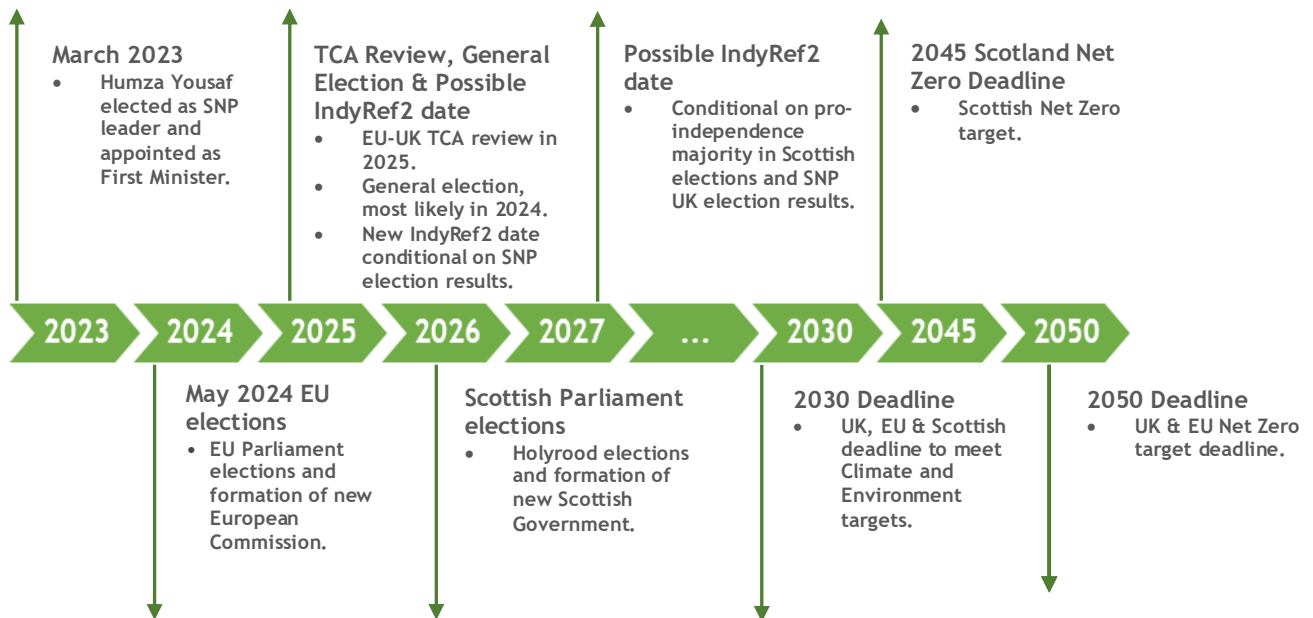 March 2023
• Humza Yousaf
elected as SNP
leader and
appointed as
First Minister.
TCA Review, General
Election & Possible
IndyRef2 date
• EU-UK TCA review in
2025.
• General election,
most likely in 2024.
• New IndyRef2 date
conditional on SNP
election results.
Possible IndyRef2
date
• Conditional on pro-
independence
majority in Scottish
elections and SNP
UK election results.
2045 Scotland Net
Zero Deadline
• Scottish Net Zero
target.
2023 2024 2025 2026 2027 ... 2030 2045 2050
May 2024 EU
elections
• EU Parliament
elections and
formation of new
European
Commission.
Scottish Parliament
elections
• Holyrood elections
and formation of
new Scottish
Government.
2030 Deadline
• UK, EU & Scottish
deadline to meet
Climate and
Environment
targets.
2050 Deadline
• UK & EU Net Zero
target deadline.